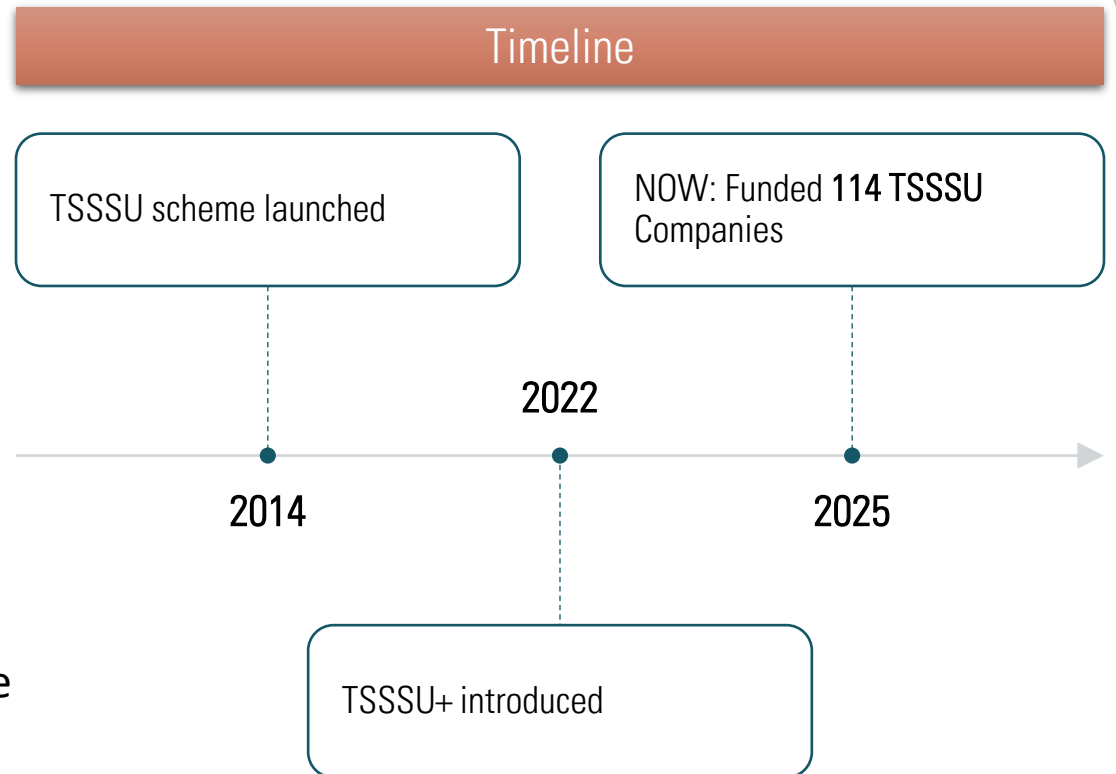 Timeline
TSSSU scheme launched
NOW: Funded 114 TSSSU
Companies
2022
2014
2025
e
TSSSU+ introduced